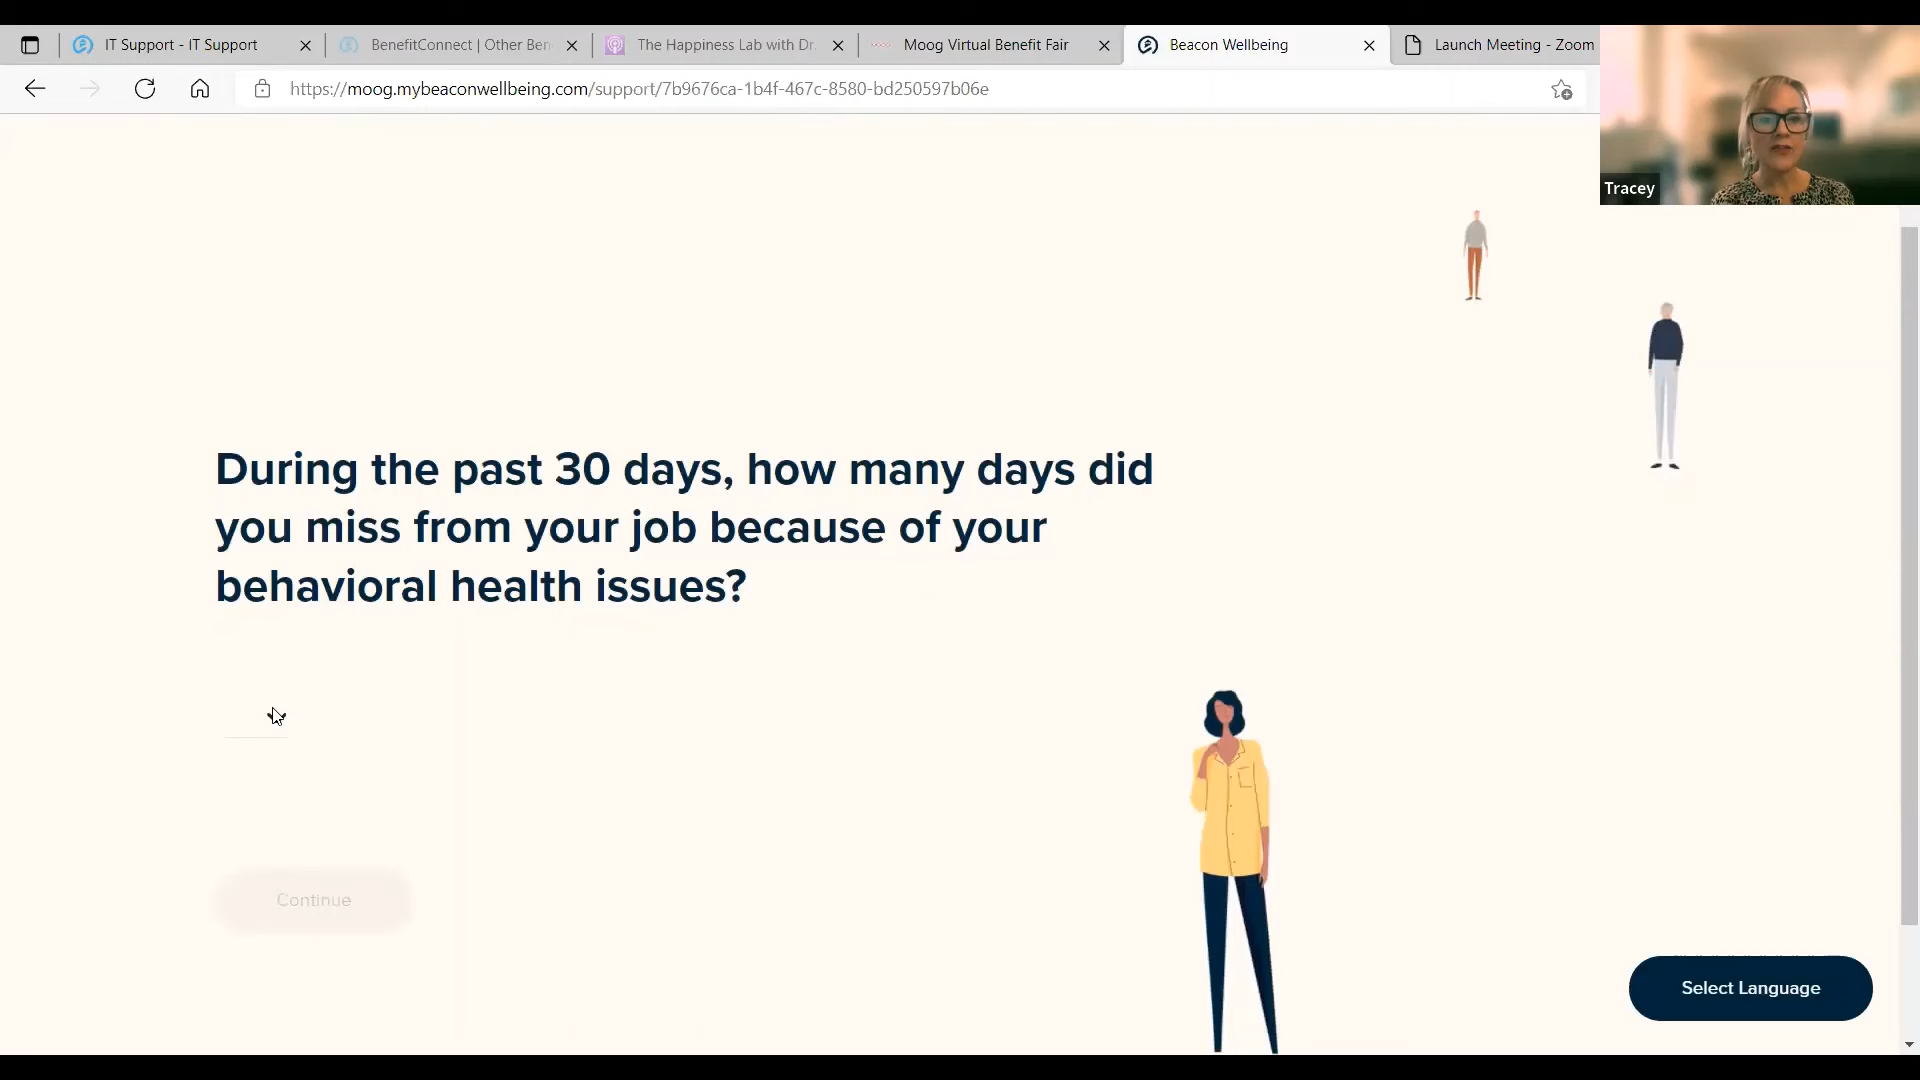 IT Support - IT Support
BenefitConnect | Other Ben
The Happiness Lab with Dr.
Moog Virtual Benefit Fair
Beacon Wellbeing
Launch Meeting - Zoom
https://moog.mybeaconwellbeing.com/support/7b9676ca-1b4f-467c-8580-bd250597b06e
Tracey
During the past 30 days, how many days did
you miss from your job because of your
behavioral health issues?
Continue
Select Language